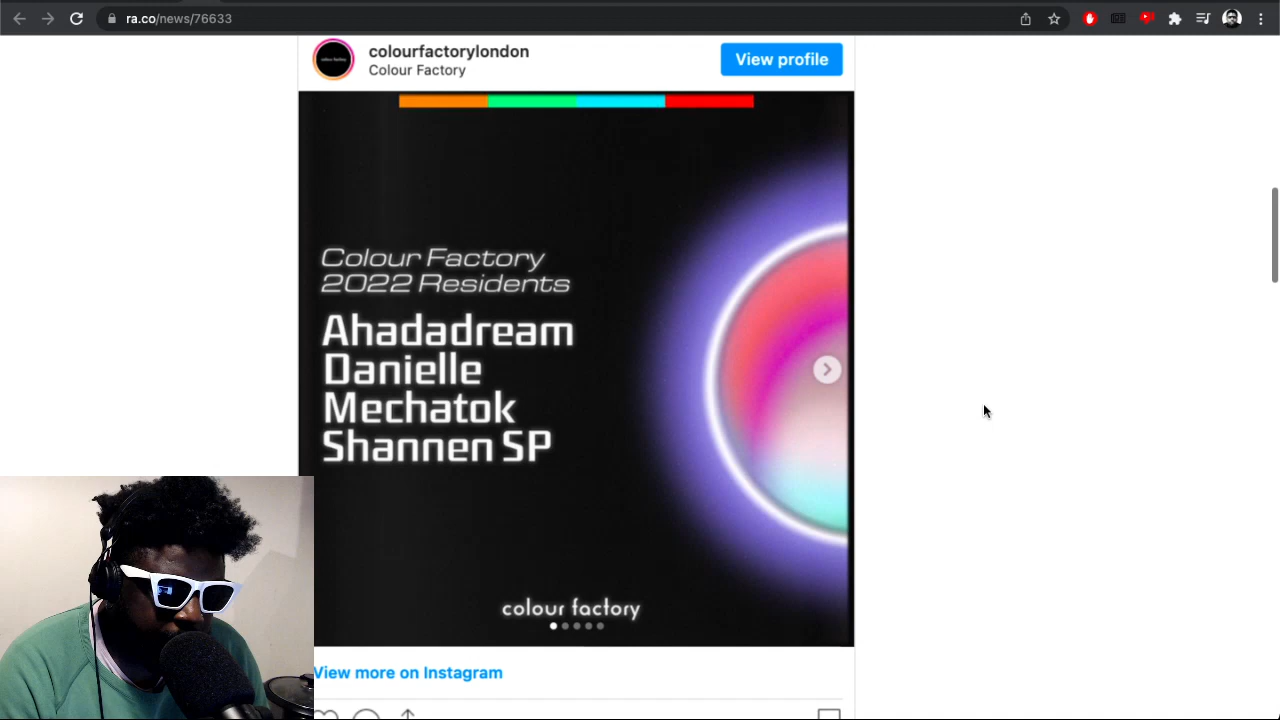 ra.co/news/76633
colourfactorylondon
Colour Factory
View profile
Colour Factory
2022 Residents
Ahadadream
Danielle
Mechatok
Shannen SP
colour factory
View more on Instagram